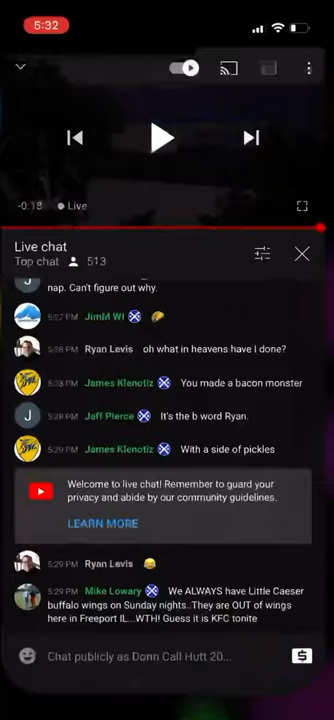 5:32
-0:13 Live
Live chat
Top chat 513
nap. Can't figure out why.
5:27 PM JimM WI
5:28 PM Ryan Levis oh what in heavens have I done?
5:28 PM James Klenotiz You made a bacon monster
5:28 PM Jeff Pierce It's the b word Ryan.
5:29 PM James Klenotiz With a side of pickles
Welcome to live chat! Remember to guard your
privacy and abide by our community guidelines.
LEARN MORE
5:29 PM Ryan Levis
5:29 PM Mike Lowary We ALWAYS have Little Caeser
buffalo wings on Sunday nights..They are OUT of wings
here in Freeport IL...WTH! Guess it is KFC tonite
Chat publicly as Donn Call Hutt 20...